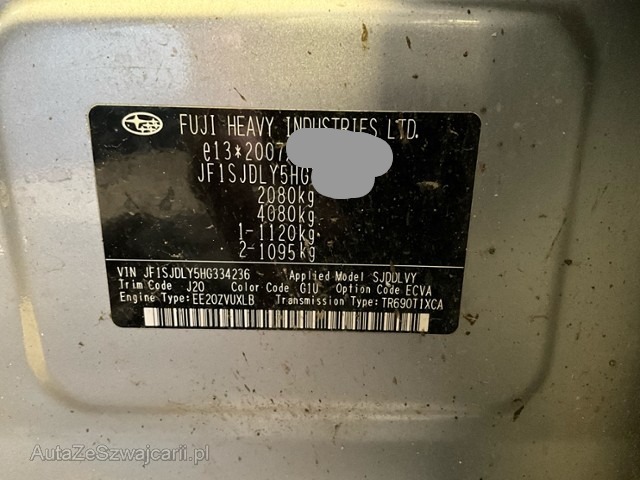 FUJI HEAVY INDUSTRIES LTD.
e13*2007
JF1SJDLY5HG
2080kg
4080kg
1-1120kg
2-1095kg
VIN JF1SJDLY5HG334236 Applied Model SJDDLVY
Trim Code J20 Color Code G1U Option Code ECVA
Engine Type:EE20ZVUXLB Transmission Type:TR690T1XCA
AutaZeSzwajcarii.pl